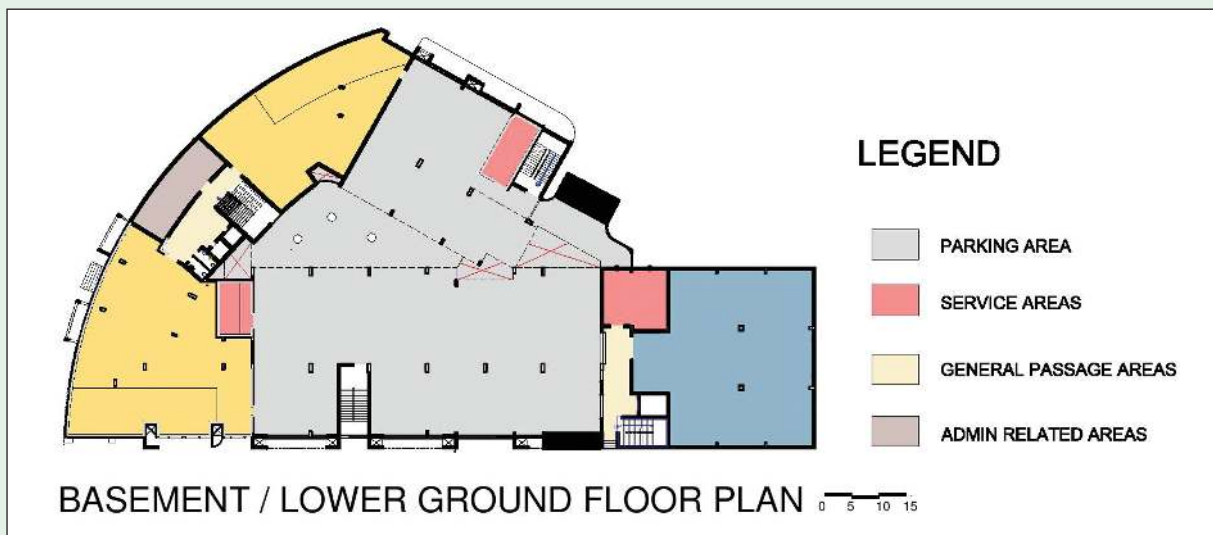 LEGEND
PARKING AREA
SERVICE AREAS
GENERAL PASSAGE AREAS
ADMIN RELATED AREAS
BASEMENT / LOWER GROUND FLOOR PLAN
0 5 10 15